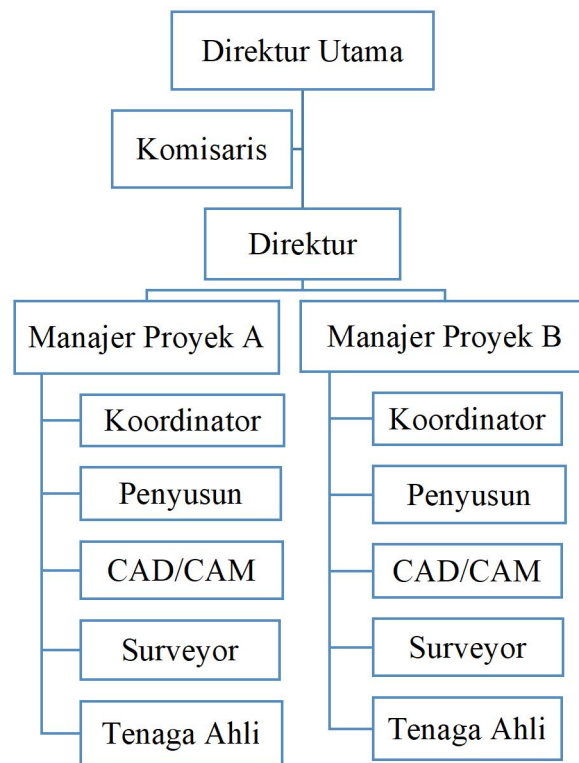 Direktur Utama
Komisaris
Direktur
Manajer Proyek A
Koordinator
Penyusun
CAD/CAM
Surveyor
Tenaga Ahli
Manajer Proyek B
Koordinator
Penyusun
CAD/CAM
Surveyor
Tenaga Ahli